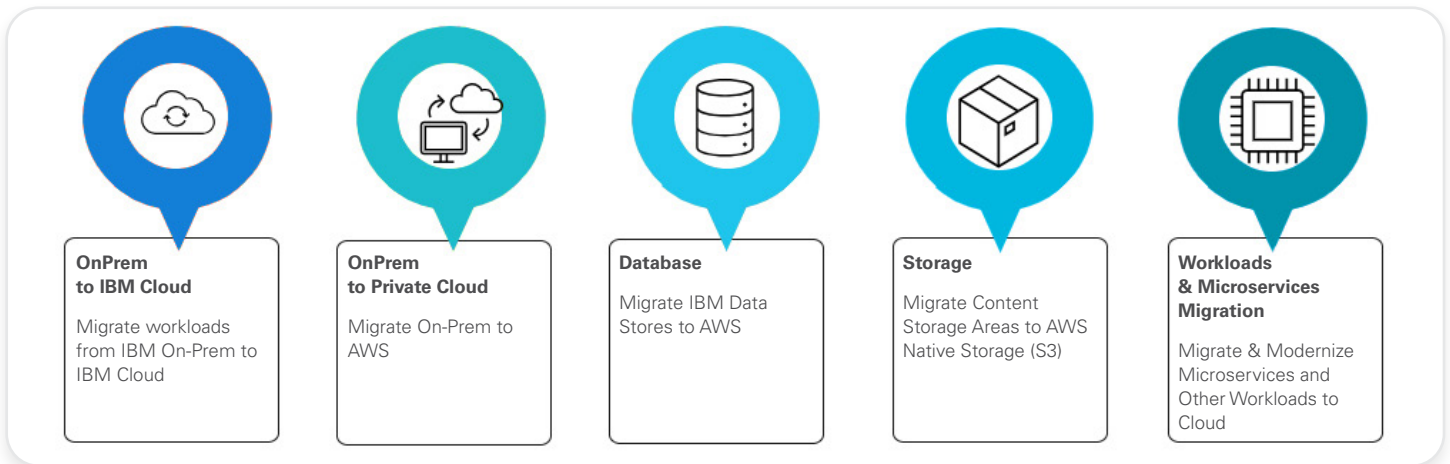 OnPrem
to IBM Cloud
Migrate workloads
from IBM On-Prem to
IBM Cloud
OnPrem
to Private Cloud
Migrate On-Prem to
AWS
Database
Migrate IBM Data
Stores to AWS
Storage
Migrate Content
Storage Areas to AWS
Native Storage (S3)
Workloads
& Microservices
Migration
Migrate & Modernize
Microservices and
Other Workloads to
Cloud